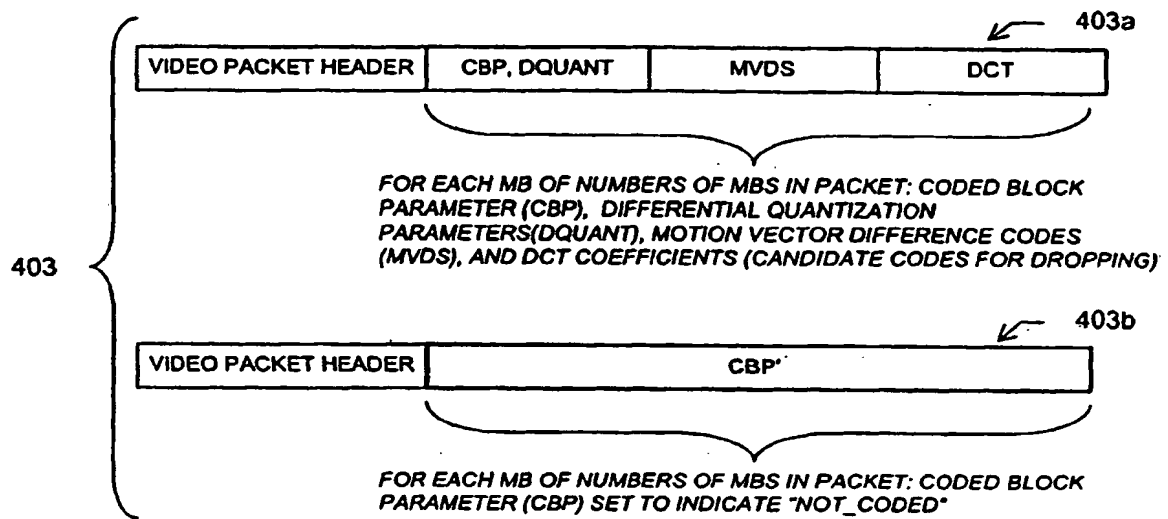 403a
VIDEO PACKET HEADER CBP, DQUANT MVDS DCT
FOR EACH MB OF NUMBERS OF MBS IN PACKET: CODED BLOCK
PARAMETER (CBP), DIFFERENTIAL QUANTIZATION
PARAMETERS(DQUANT), MOTION VECTOR DIFFERENCE CODES
(MVDS), AND DCT COEFFICIENTS (CANDIDATE CODES FOR DROPPING)
403
403b
VIDEO PACKET HEADER CBP'
FOR EACH MB OF NUMBERS OF MBS IN PACKET: CODED BLOCK
PARAMETER (CBP) SET TO INDICATE "NOT_CODED"